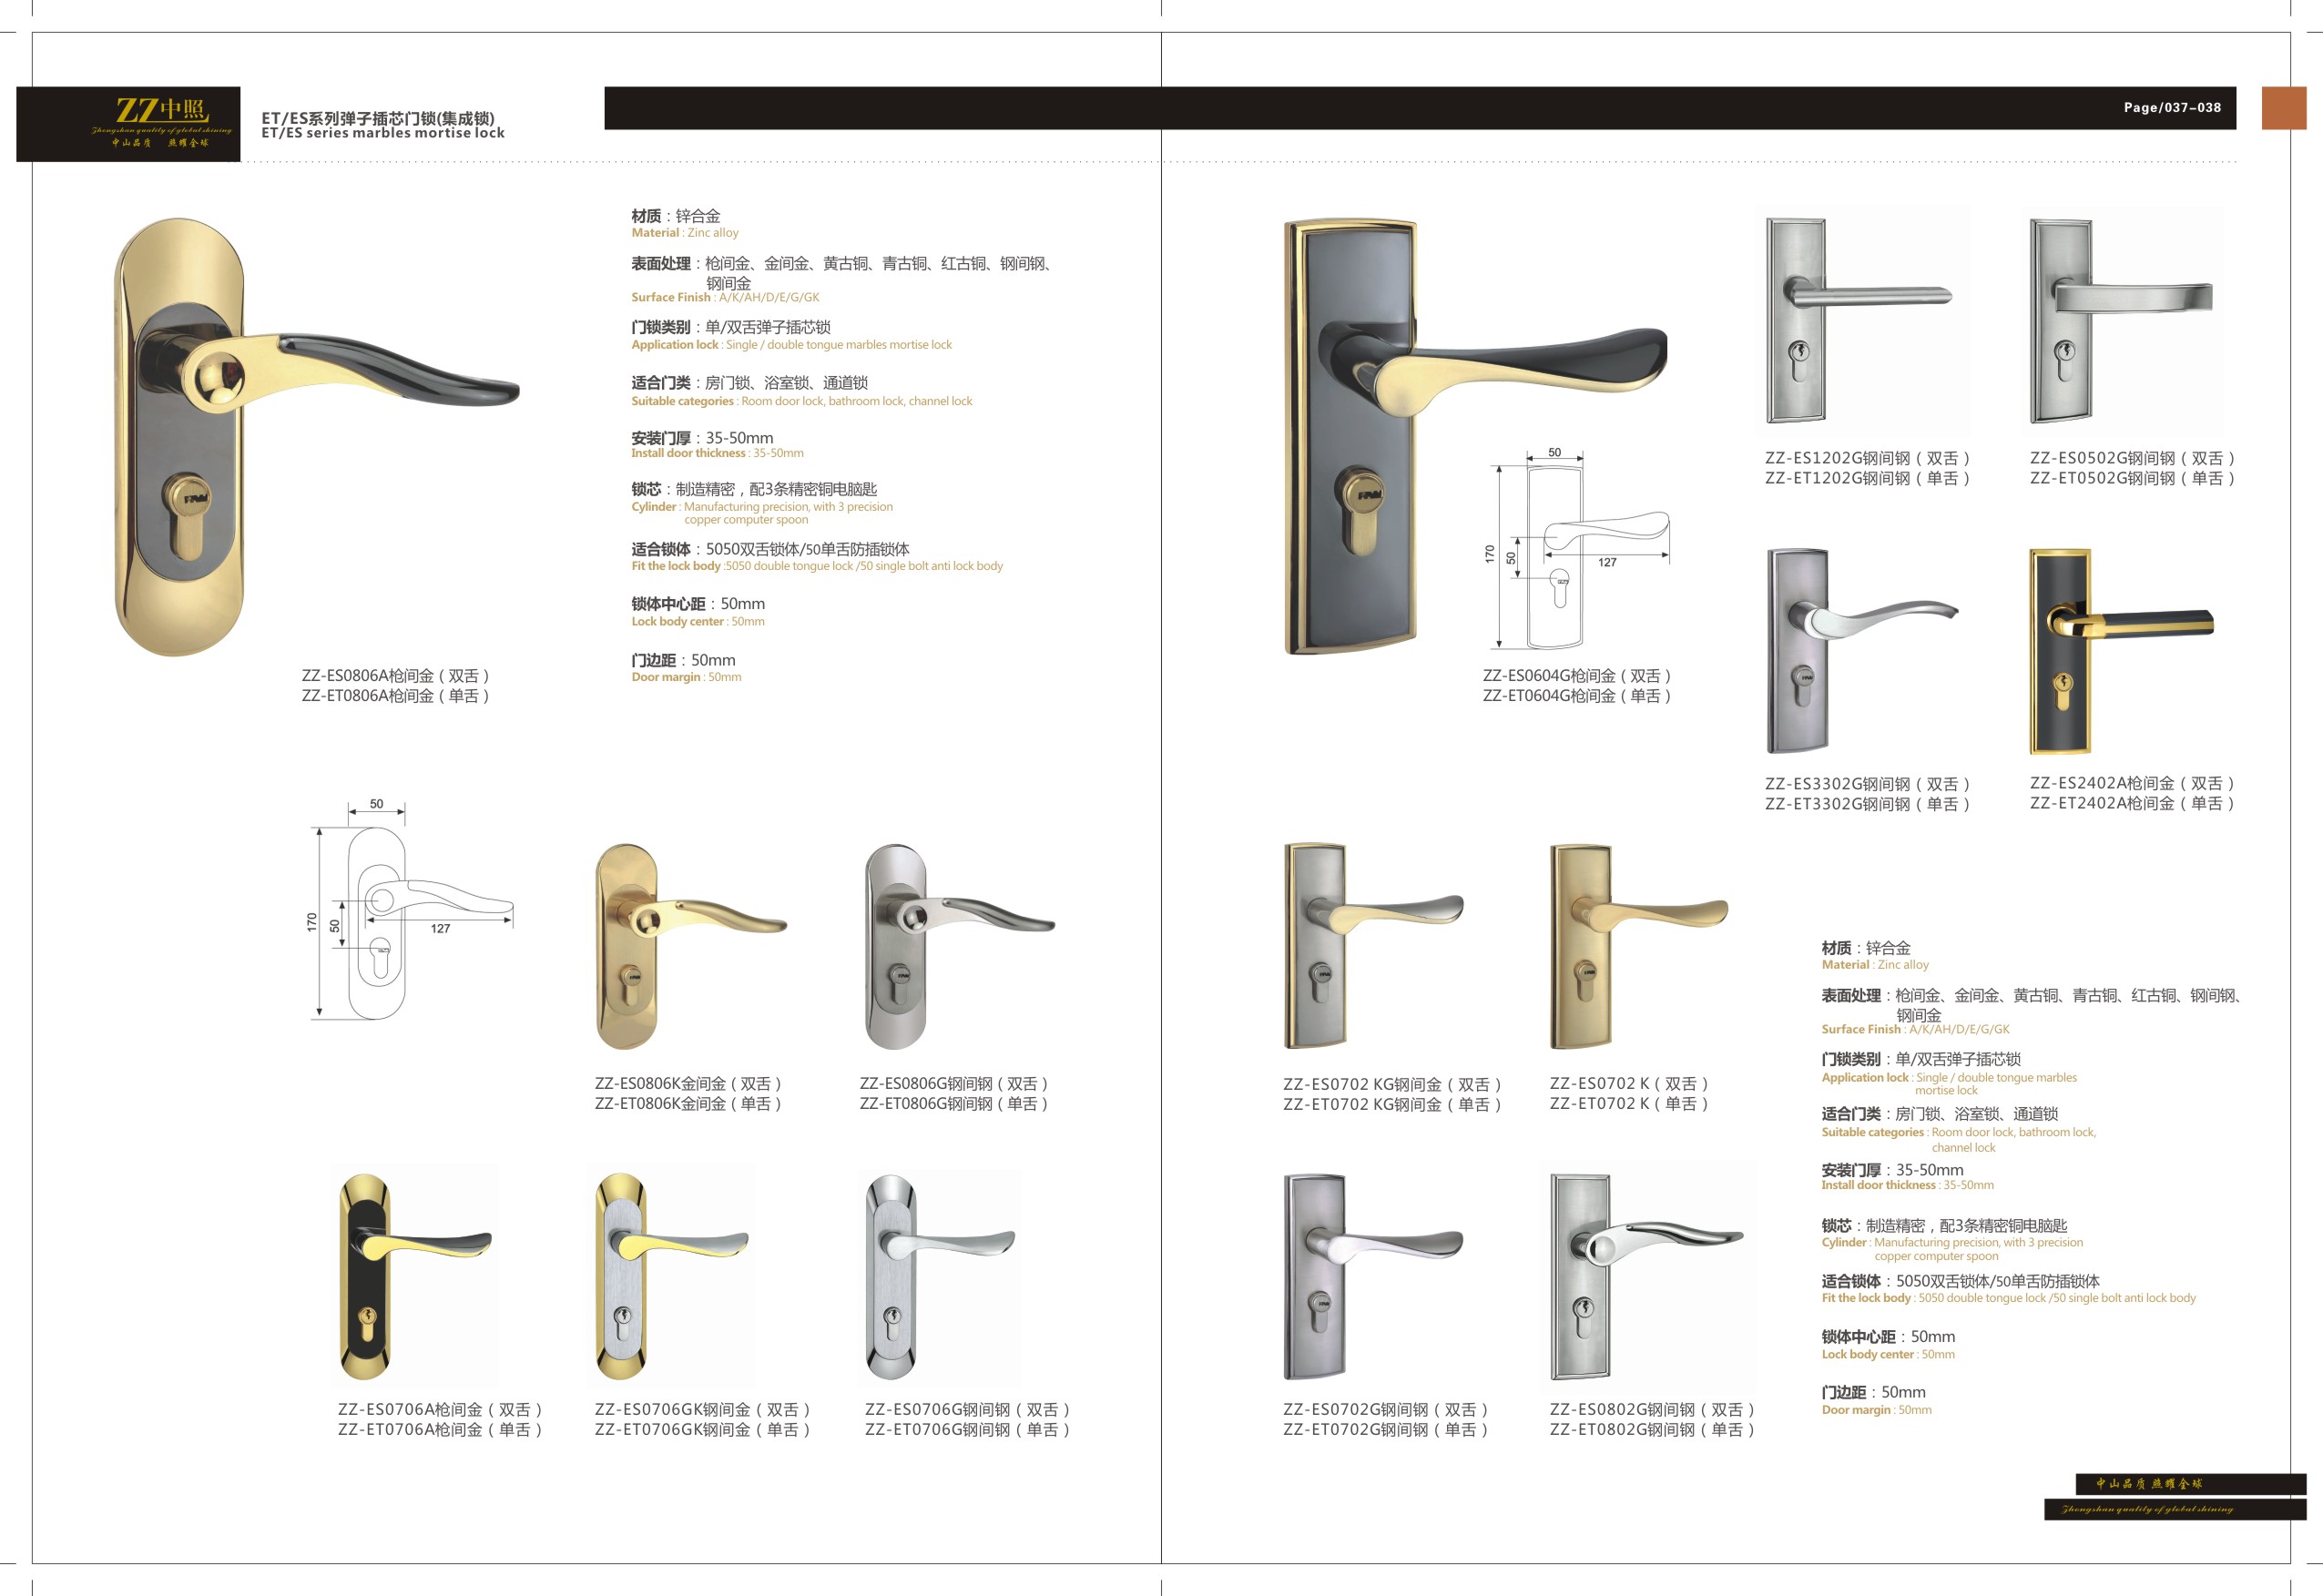 ZZ中照
Zhongshan quality of global shining
中山品质 照耀全球
ET/ES系列弹子插芯门锁(集成锁)
ET/ES series marbles mortise lock
Page/037-038
材质：锌合金
Material : Zinc alloy
表面处理：枪间金、金间金、黄古铜、青古铜、红古铜、钢间钢、
钢间金
Surface Finish : A/K/AH/D/E/G/GK
门锁类别：单/双舌弹子插芯锁
Application lock : Single / double tongue marbles mortise lock
适合门类：房门锁、浴室锁、通道锁
Suitable categories : Room door lock, bathroom lock, channel lock
安装门厚：35-50mm
Install door thickness : 35-50mm
锁芯：制造精密，配3条精密铜电脑匙
Cylinder : Manufacturing precision, with 3 precision
copper computer spoon
适合锁体：5050双舌锁体/50单舌防插锁体
Fit the lock body :5050 double tongue lock /50 single bolt anti lock body
锁体中心距：50mm
Lock body center : 50mm
门边距：50mm
Door margin : 50mm
ZZ-ES0806A枪间金（双舌）
ZZ-ET0806A枪间金（单舌）
50
170
50
127
ZZ-ES0806K金间金（双舌）
ZZ-ET0806K金间金（单舌）
ZZ-ES0806G钢间钢（双舌）
ZZ-ET0806G钢间钢（单舌）
ZZ-ES0706A枪间金（双舌）
ZZ-ET0706A枪间金（单舌）
ZZ-ES0706GK钢间金（双舌）
ZZ-ET0706GK钢间金（单舌）
ZZ-ES0706G钢间钢（双舌）
ZZ-ET0706G钢间钢（单舌）
50
170
50
127
ZZ-ES0604G枪间金（双舌）
ZZ-ET0604G枪间金（单舌）
ZZ-ES1202G钢间钢（双舌）
ZZ-ET1202G钢间钢（单舌）
ZZ-ES0502G钢间钢（双舌）
ZZ-ET0502G钢间钢（单舌）
ZZ-ES3302G钢间钢（双舌）
ZZ-ET3302G钢间钢（单舌）
ZZ-ES2402A枪间金（双舌）
ZZ-ET2402A枪间金（单舌）
ZZ-ES0702 KG钢间金（双舌）
ZZ-ET0702 KG钢间金（单舌）
ZZ-ES0702 K（双舌）
ZZ-ET0702 K（单舌）
ZZ-ES0702G钢间钢（双舌）
ZZ-ET0702G钢间钢（单舌）
ZZ-ES0802G钢间钢（双舌）
ZZ-ET0802G钢间钢（单舌）
材质：锌合金
Material : Zinc alloy
表面处理：枪间金、金间金、黄古铜、青古铜、红古铜、钢间钢、
钢间金
Surface Finish : A/K/AH/D/E/G/GK
门锁类别：单/双舌弹子插芯锁
Application lock : Single / double tongue marbles
mortise lock
适合门类：房门锁、浴室锁、通道锁
Suitable categories : Room door lock, bathroom lock,
channel lock
安装门厚：35-50mm
Install door thickness : 35-50mm
锁芯：制造精密，配3条精密铜电脑匙
Cylinder : Manufacturing precision, with 3 precision
copper computer spoon
适合锁体：5050双舌锁体/50单舌防插锁体
Fit the lock body : 5050 double tongue lock /50 single bolt anti lock body
锁体中心距：50mm
Lock body center : 50mm
门边距：50mm
Door margin : 50mm
中山品质 照耀全球
Zhongshan quality of global shining